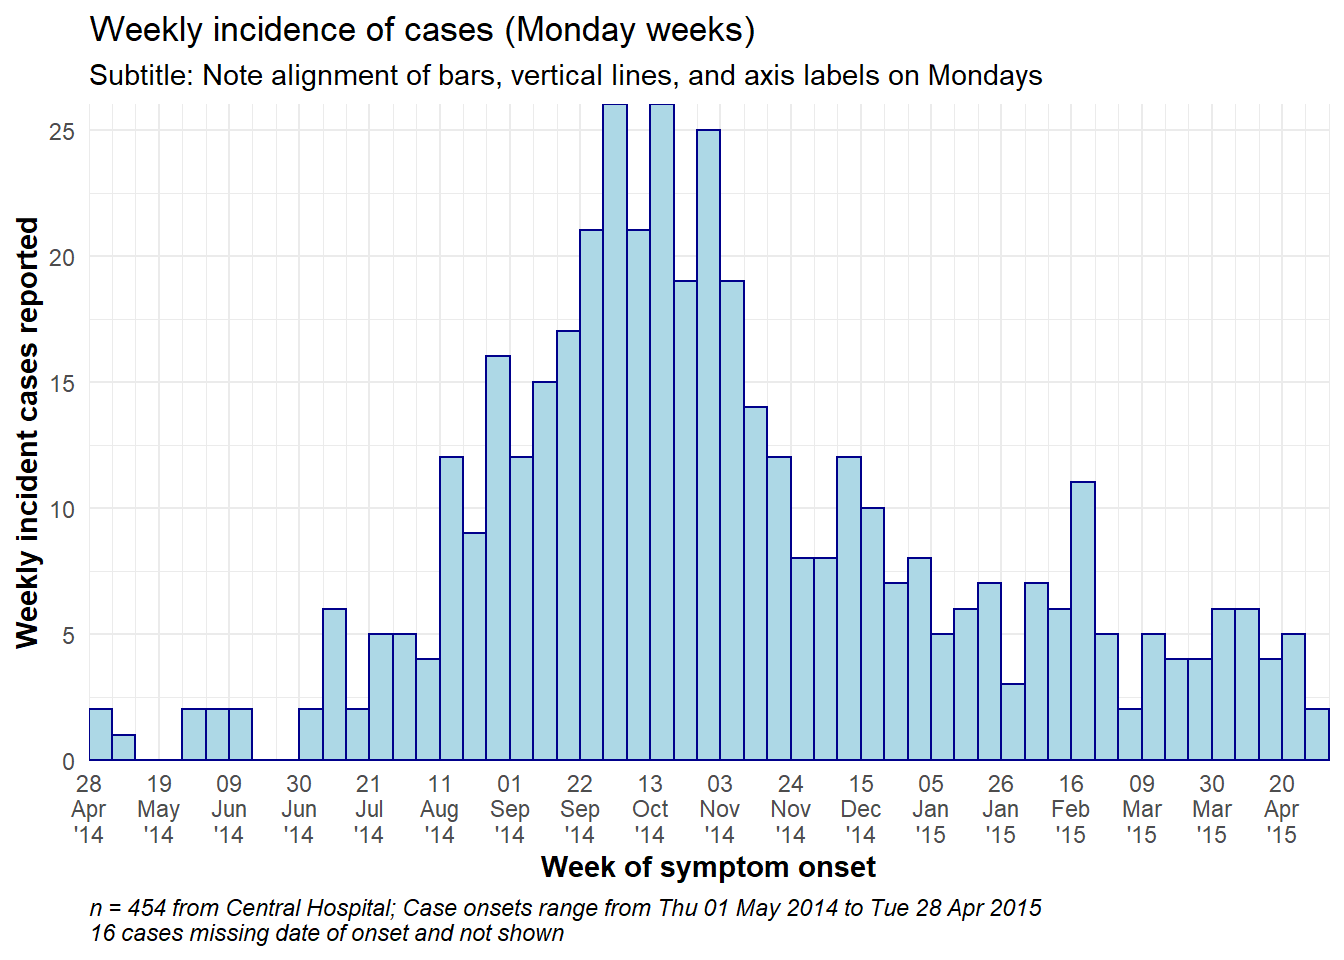 Weekly incidence of cases (Monday weeks)
Subtitle: Note alignment of bars, vertical lines, and axis labels on Mondays
Weekly incident cases reported
25
20
15
10
5
0
28 Apr '14
19 May '14
09 Jun '14
30 Jun '14
21 Jul '14
11 Aug '14
01 Sep '14
22 Sep '14
13 Oct '14
03 Nov '14
24 Nov '14
15 Dec '14
05 Jan '15
26 Jan '15
16 Feb '15
09 Mar '15
30 Mar '15
20 Apr '15
Week of symptom onset
n = 454 from Central Hospital; Case onsets range from Thu 01 May 2014 to Tue 28 Apr 2015
16 cases missing date of onset and not shown